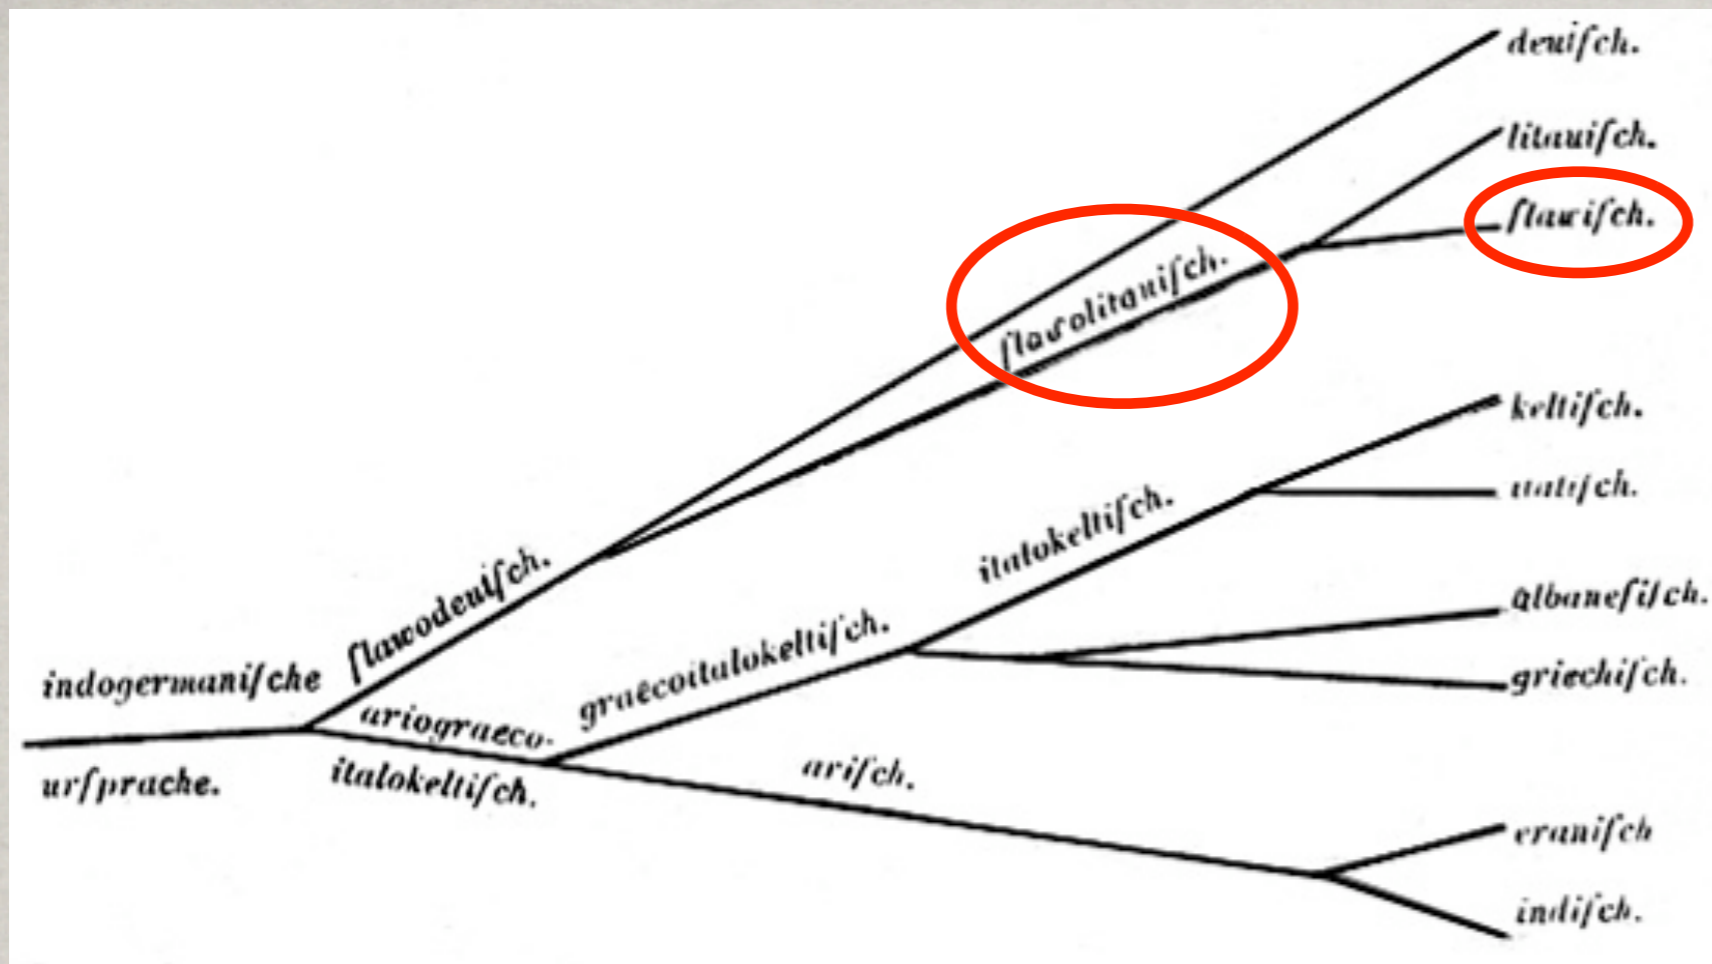 deutſch.
litauiſch.
ſlawiſch.
ſlawolitauiſch.
keltiſch.
italiſch.
italokeltiſch.
albaneſiſch.
ſlawodeutſch.
graecoitalokeltiſch.
griechiſch.
indogermaniſche
ariograeco-
urſprache.
italokeltiſch.
ariſch.
eraniſch
indiſch.